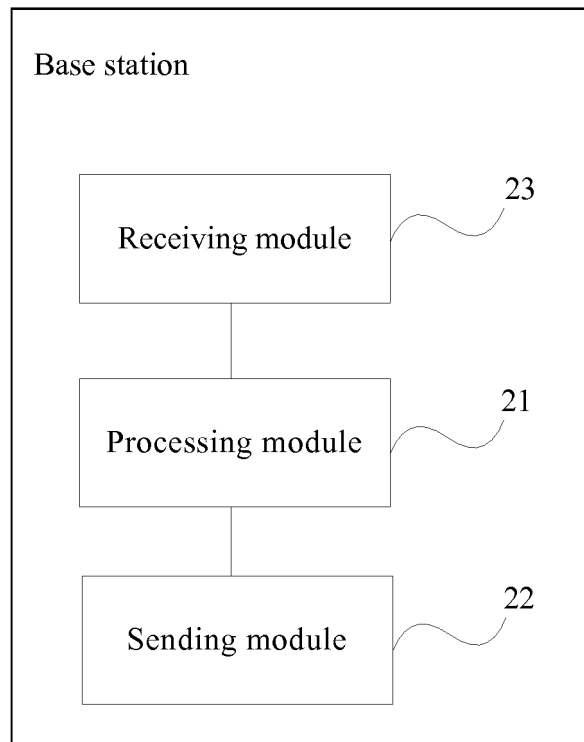 Base station
Receiving module
23
Processing module
21
Sending module
22